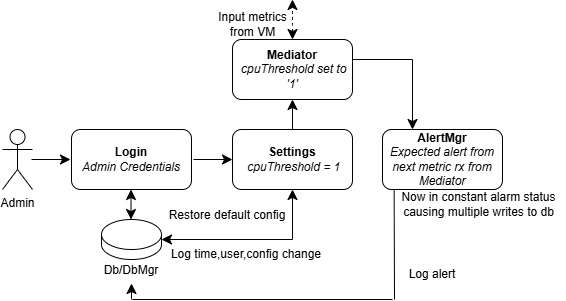 Input metrics
from VM
Mediator
cpuThreshold set to
'1'
Login
Admin Credentials
Settings
cpuThreshold = 1
AlertMgr
Expected alert from
next metric rx from
Mediator
Admin
Now in constant alarm status
causing multiple writes to db
Restore default config
Log time,user,config change
Db/DbMgr
Log alert